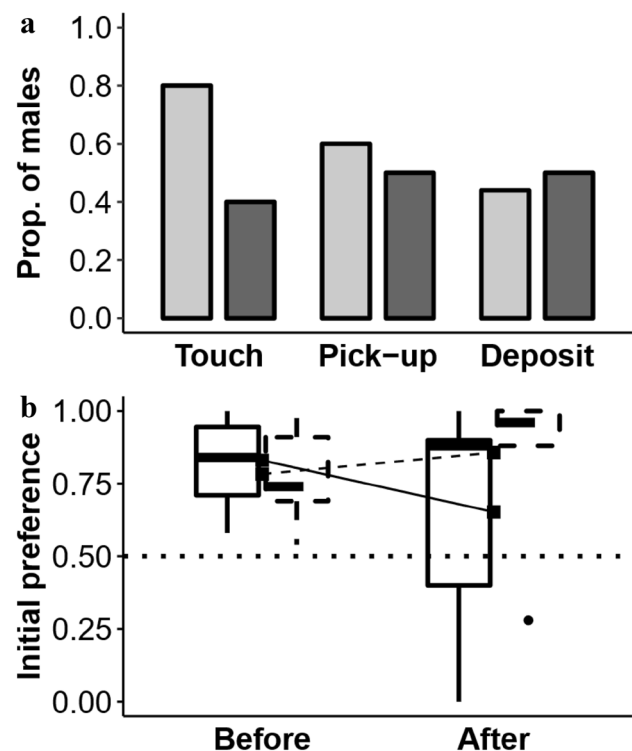 a
Prop. of males
1.0
0.8
0.6
0.4
0.2
0.0
Touch Pick−up Deposit
b
Initial preference
1.00
0.75
0.50
0.25
0.00
Before After